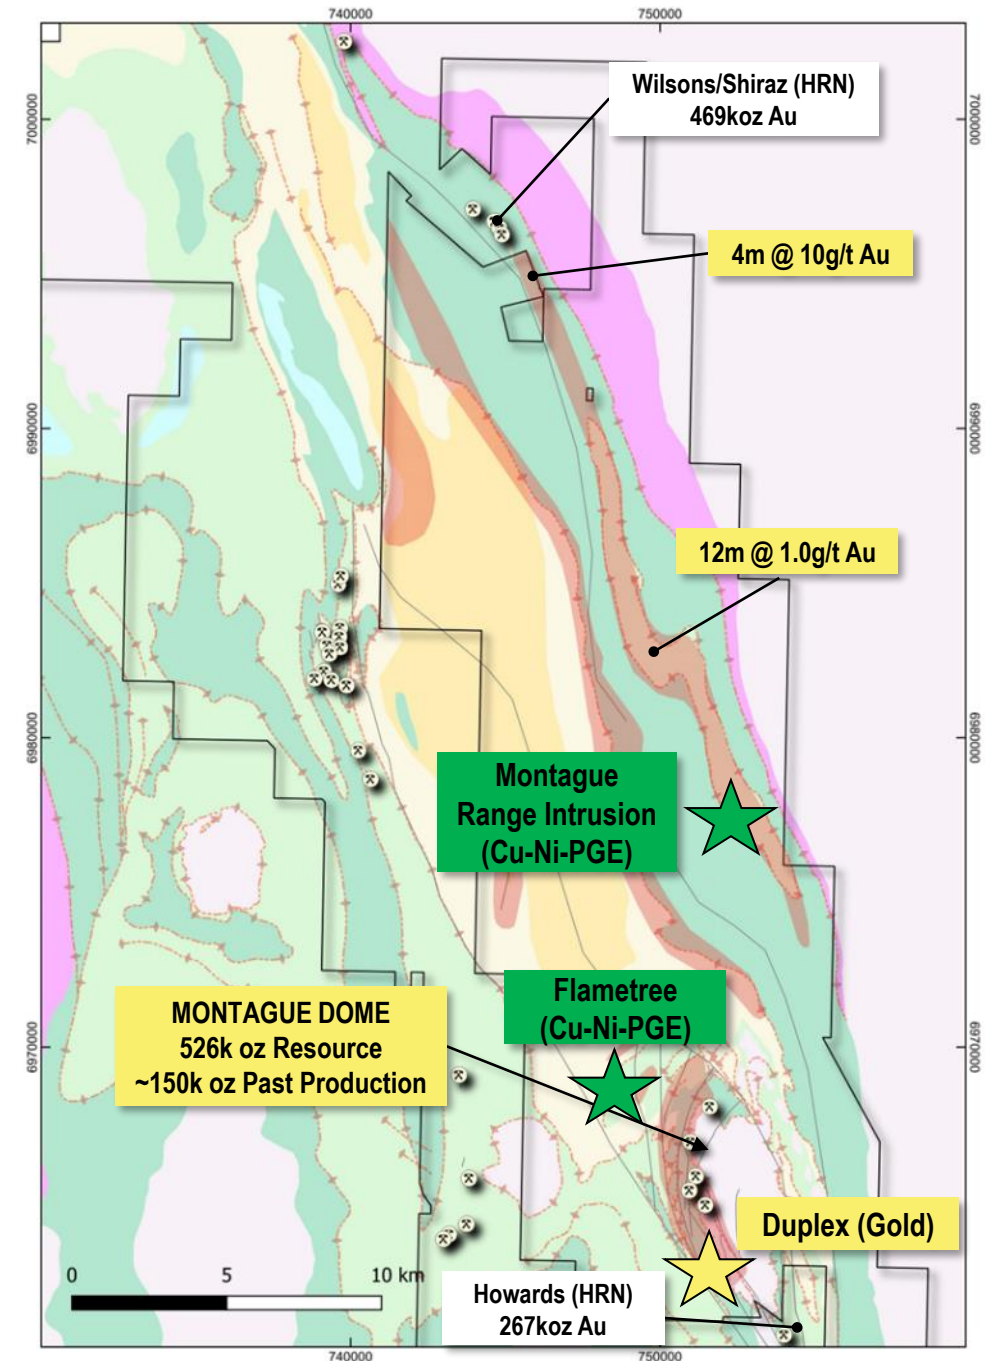 740000
750000
7000000
7000000
Wilsons/Shiraz (HRN)
469koz Au
4m @ 10g/t Au
6990000
6990000
12m @ 1.0g/t Au
6980000
6980000
Montague
Range Intrusion
(Cu-Ni-PGE)
Flametree
(Cu-Ni-PGE)
MONTAGUE DOME
526k oz Resource
~150k oz Past Production
6970000
6970000
Duplex (Gold)
0
5
10 km
Howards (HRN)
267koz Au
740000
750000